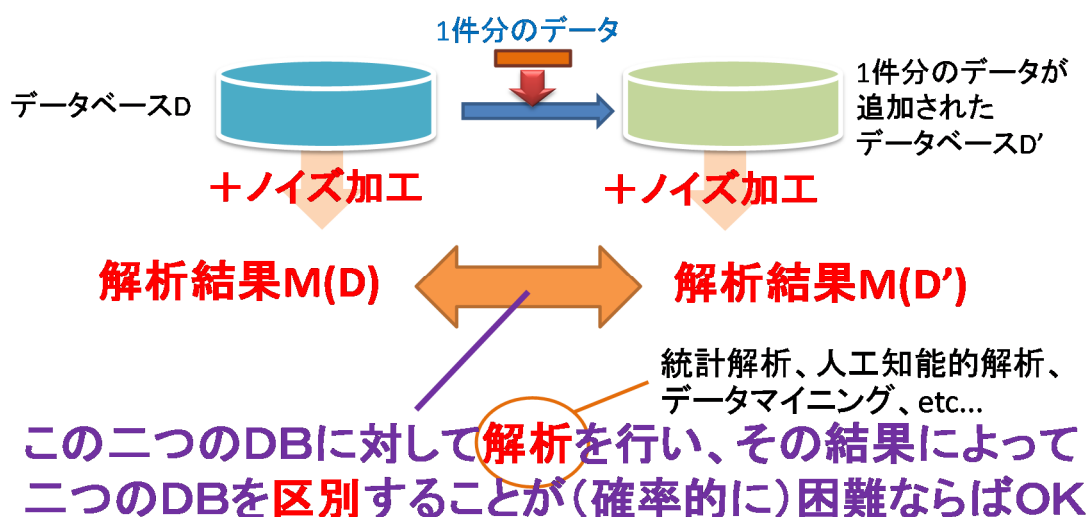 1件分のデータ
データベースD
1件分のデータが
追加された
データベースD'
＋ノイズ加工
＋ノイズ加工
解析結果M(D)
解析結果M(D’)
統計解析、人工知能的解析、
データマイニング、etc...
この二つのＤＢに対して解析を行い、その結果によって
二つのＤＢを区別することが（確率的に）困難ならばOK